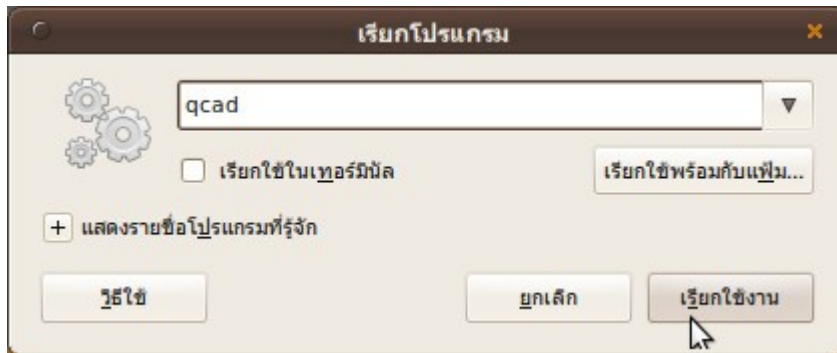 เรียกโปรแกรม
qcad
เรียกใช้ในเทอร์มินัล
เรียกใช้พร้อมกับแฟ้ม...
แสดงรายชื่อโปรแกรมที่รู้จัก
วิธีใช้
ยกเลิก
เรียกใช้งาน